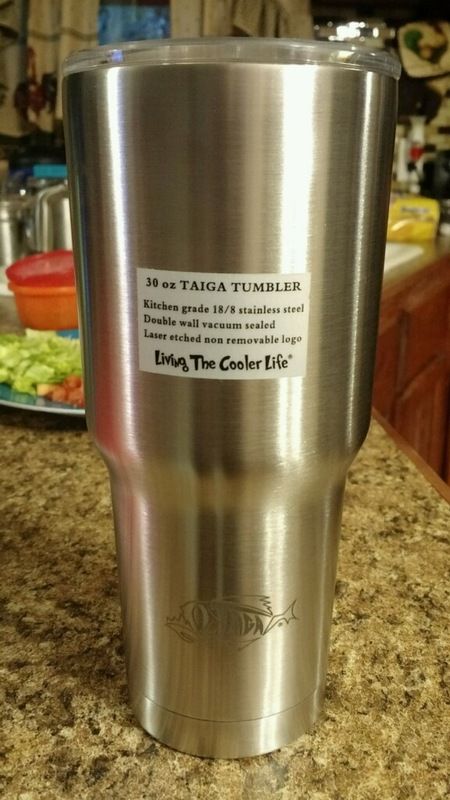 30 oz TAIGA TUMBLER
Kitchen grade 18/8 stainless steel
Double wall vacuum sealed
Laser etched non removable logo
Living The Cooler Life®